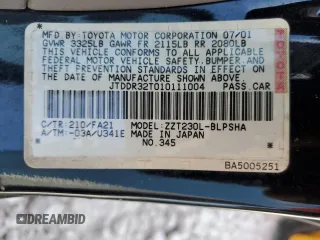 MFD. BY TOYOTA MOTOR CORPORATION 07/01
GVWR 3325LB GAWR FR 2115LB RR 2080LB
THIS VEHICLE CONFORMS TO ALL APPLICABLE
FEDERAL MOTOR VEHICLE SAFETY, BUMPER, AND
THEFT PREVENTION STANDARDS IN EFFECT ON
THE DATE OF MANUFACTURE SHOWN ABOVE.
TOYOTA
JTDDR32T010111004
PASS. CAR
C/TR: 210/FA21 MODEL: ZZT230L-BLPSHA
A/TM: -03A/U341E MADE IN JAPAN
NO.345
BA5005251